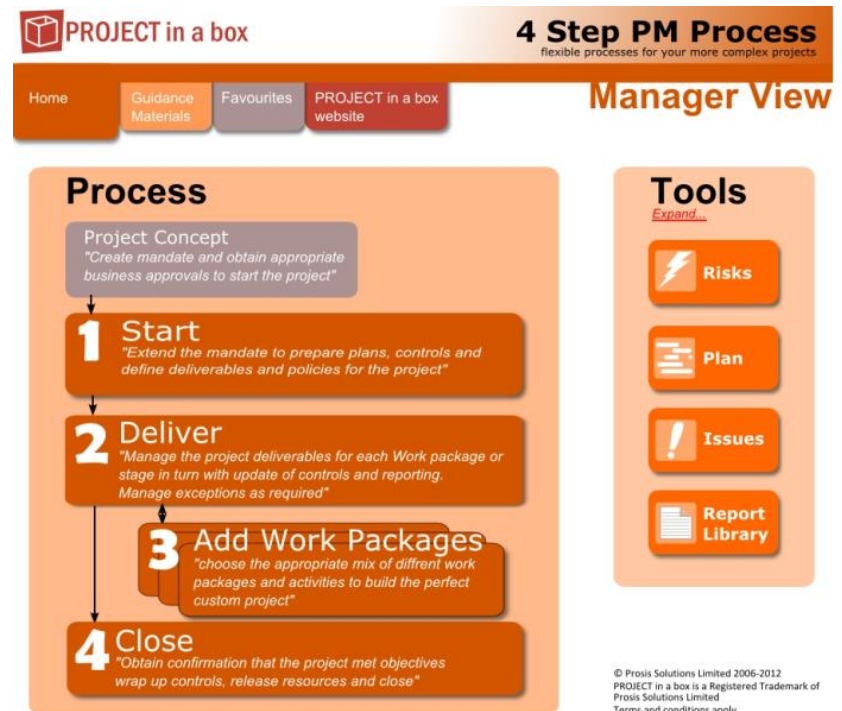 PROJECT in a box
4 Step PM Process
flexible processes for your more complex projects
Home
Guidance
Materials
Favourites
PROJECT in a box
website
Manager View
Process
Project Concept
"Create mandate and obtain appropriate
business approvals to start the project"
1 Start
"Extend the mandate to prepare plans, controls and
define deliverables and policies for the project"
2 Deliver
"Manage the project deliverables for each Work package or
stage in turn with update of controls and reporting.
Manage exceptions as required"
3 Add Work Packages
"choose the appropriate mix of diffrent work
packages and activities to build the perfect
custom project"
4 Close
"Obtain confirmation that the project met objectives
wrap up controls, release resources and close"
Tools
Expand...
Risks
Plan
Issues
Report
Library
© Prosis Solutions Limited 2006-2012
PROJECT in a box is a Registered Trademark of
Prosis Solutions Limited
Terms and conditions apply